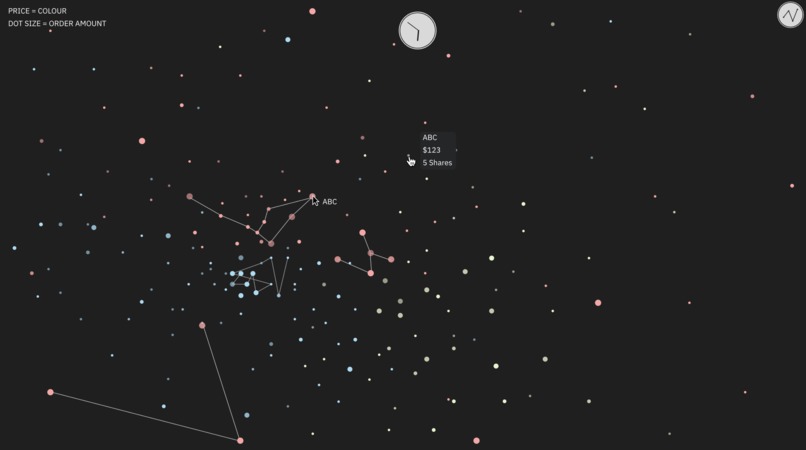 PRICE = COLOUR
DOT SIZE = ORDER AMOUNT
ABC
$123
5 Shares
ABC